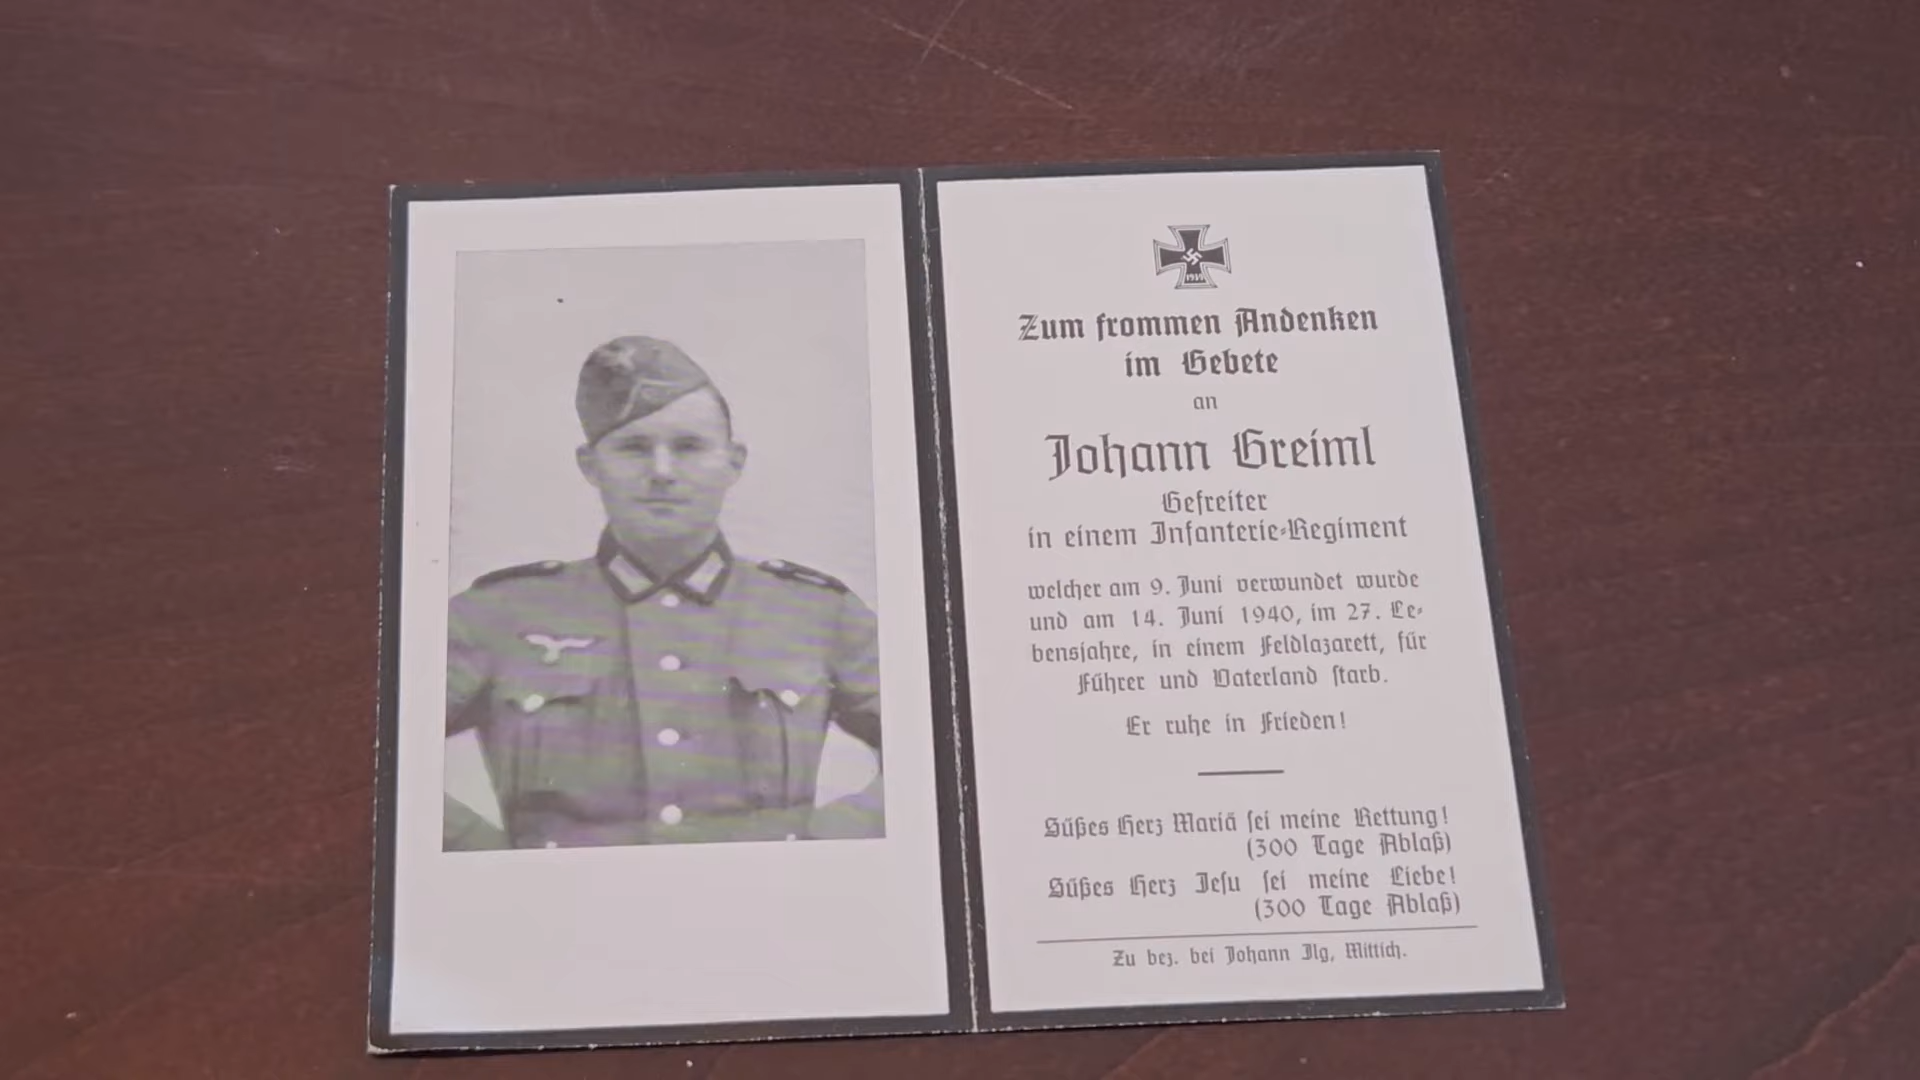 1939
Zum frommen Andenken
im Gebete
an
Johann Greiml
Gefreiter
in einem Infanterie-Regiment
welcher am 9. Juni verwundet wurde
und am 14. Juni 1940, im 27. Le-
bensjahre, in einem Feldlazarett, für
Führer und Vaterland starb.
Er ruhe in Frieden!
Süßes Herz Mariä sei meine Rettung!
(300 Tage Ablaß)
Süßes Herz Jesu sei meine Liebe!
(300 Tage Ablaß)
Zu bez. bei Johann Ilg, Mittich.